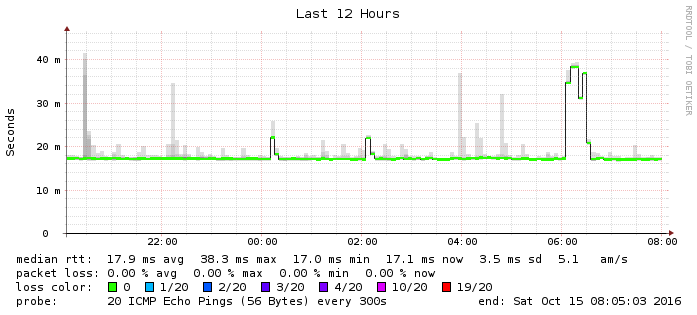 Last 12 Hours
RRDTOOL / TOBI OETIKER
Seconds
40 m
30 m
20 m
10 m
0
22:00 00:00 02:00 04:00 06:00 08:00
median rtt: 17.9 ms avg 38.3 ms max 17.0 ms min 17.1 ms now 3.5 ms sd 5.1 am/s
packet loss: 0.00 % avg 0.00 % max 0.00 % min 0.00 % now
loss color: 0 1/20 2/20 3/20 4/20 10/20 19/20
probe: 20 ICMP Echo Pings (56 Bytes) every 300s end: Sat Oct 15 08:05:03 2016